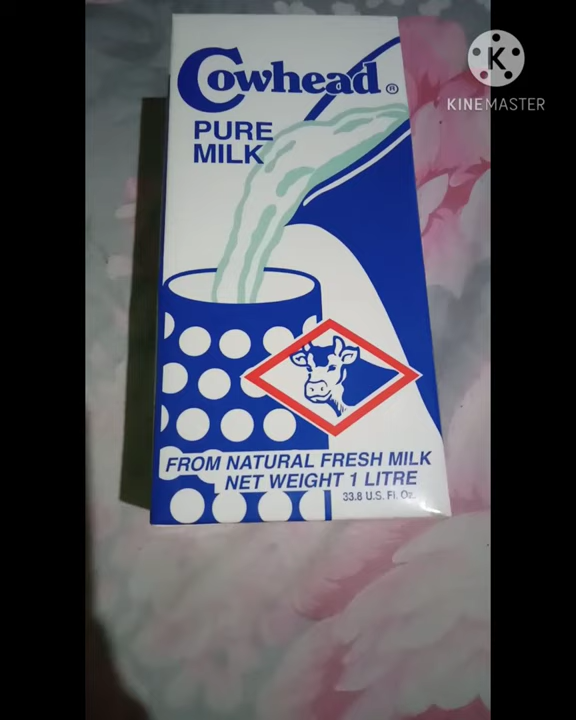 Cowhead ®
PURE
MILK
FROM NATURAL FRESH MILK
NET WEIGHT 1 LITRE
33.8 U.S. Fl. Oz.
K
KINEMASTER